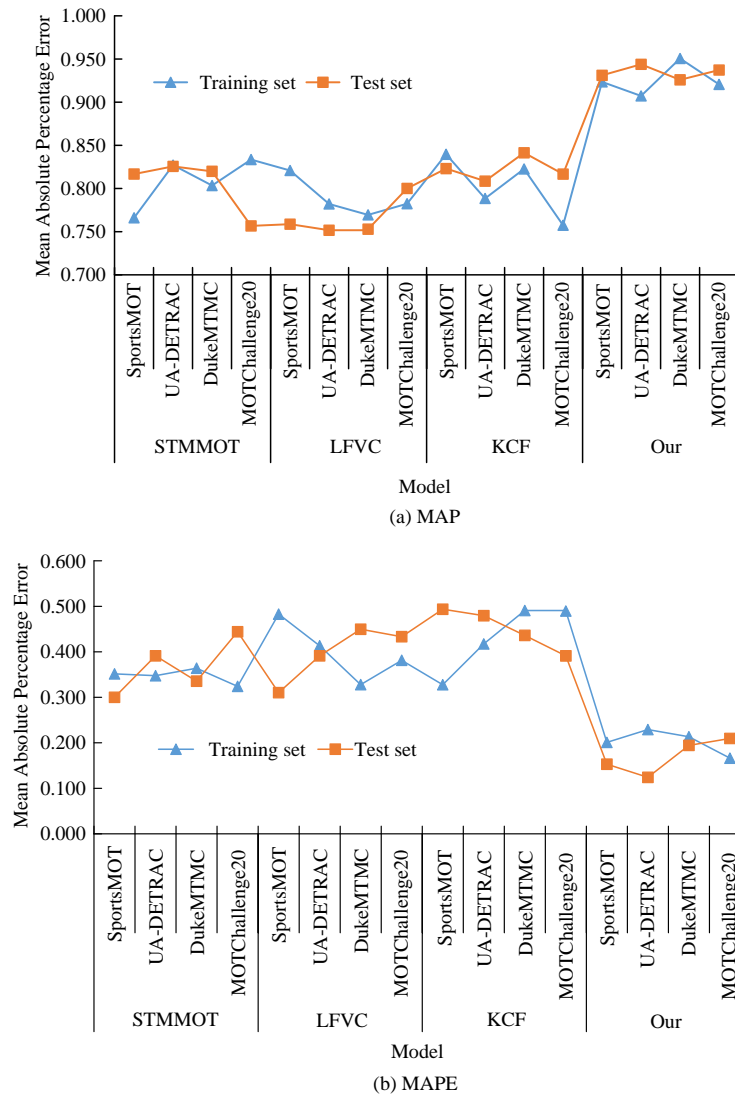 1.000
0.950
0.900
0.850
0.800
0.750
0.700
Mean Absolute Percentage Error
Training set
Test set
SportsMOT
UA-DETRAC
DukeMTMC
MOTChallenge20
SportsMOT
UA-DETRAC
DukeMTMC
MOTChallenge20
SportsMOT
UA-DETRAC
DukeMTMC
MOTChallenge20
SportsMOT
UA-DETRAC
DukeMTMC
MOTChallenge20
STMMOT LFVC KCF Our
Model
(a) MAP
0.600
0.500
0.400
0.300
0.200
0.100
0.000
Mean Absolute Percentage Error
Training set
Test set
SportsMOT
UA-DETRAC
DukeMTMC
MOTChallenge20
SportsMOT
UA-DETRAC
DukeMTMC
MOTChallenge20
SportsMOT
UA-DETRAC
DukeMTMC
MOTChallenge20
SportsMOT
UA-DETRAC
DukeMTMC
MOTChallenge20
STMMOT LFVC KCF Our
Model
(b) MAPE